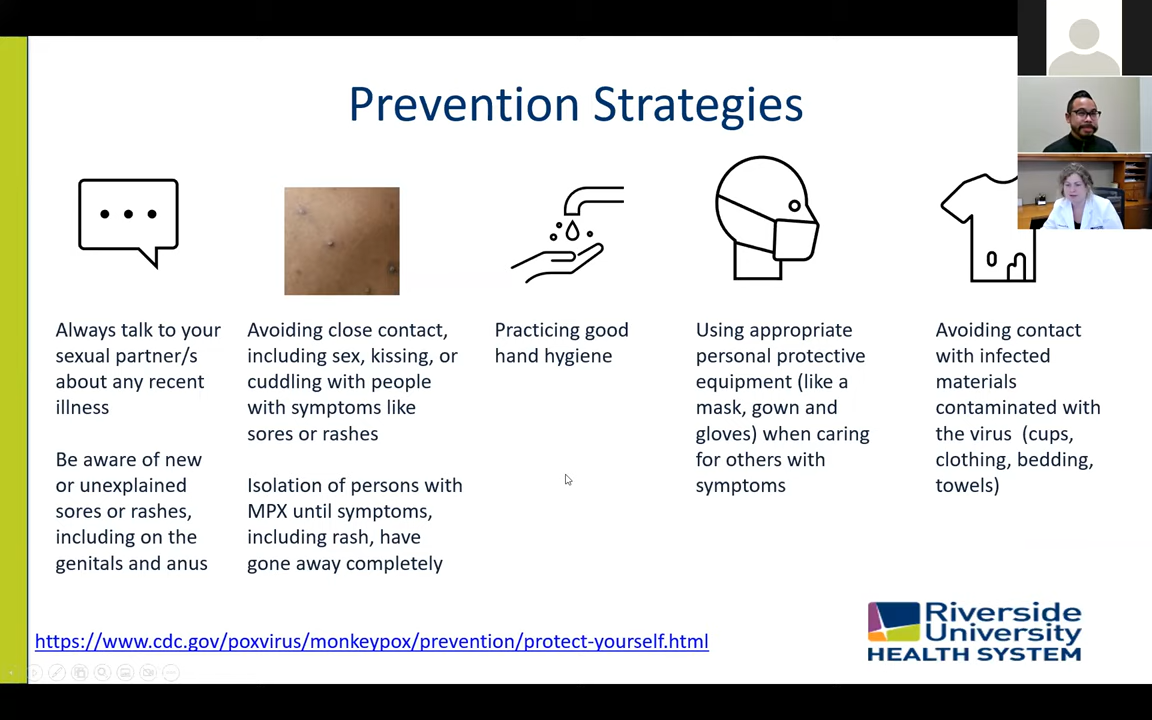 Prevention Strategies
Always talk to your
sexual partner/s
about any recent
illness
Be aware of new
or unexplained
sores or rashes,
including on the
genitals and anus
Avoiding close contact,
including sex, kissing, or
cuddling with people
with symptoms like
sores or rashes
Isolation of persons with
MPX until symptoms,
including rash, have
gone away completely
Practicing good
hand hygiene
Using appropriate
personal protective
equipment (like a
mask, gown and
gloves) when caring
for others with
symptoms
Avoiding contact
with infected
materials
contaminated with
the virus (cups,
clothing, bedding,
towels)
https://www.cdc.gov/poxvirus/monkeypox/prevention/protect-yourself.html
Riverside
University
HEALTH SYSTEM